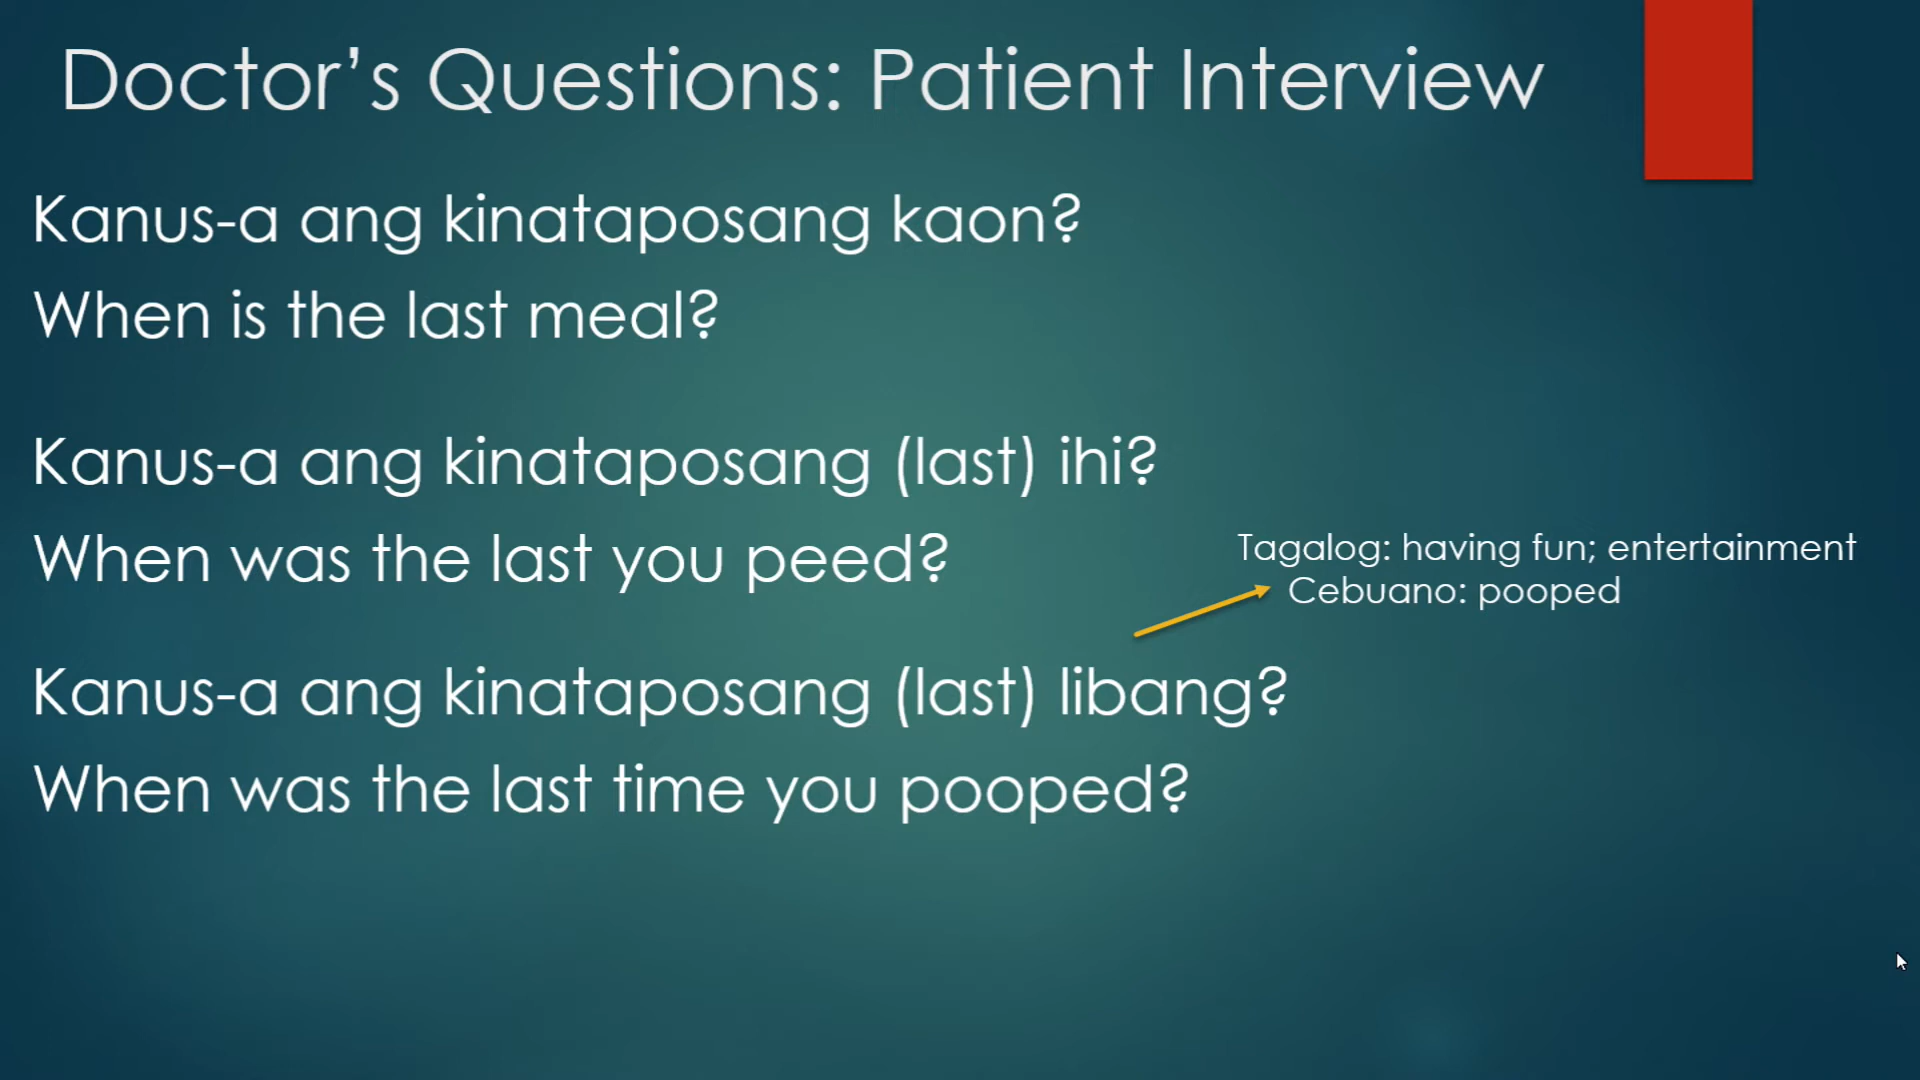 Doctor’s Questions: Patient Interview
Kanus-a ang kinataposang kaon?
When is the last meal?
Kanus-a ang kinataposang (last) ihi?
When was the last you peed?
Tagalog: having fun; entertainment
Cebuano: pooped
Kanus-a ang kinataposang (last) libang?
When was the last time you pooped?